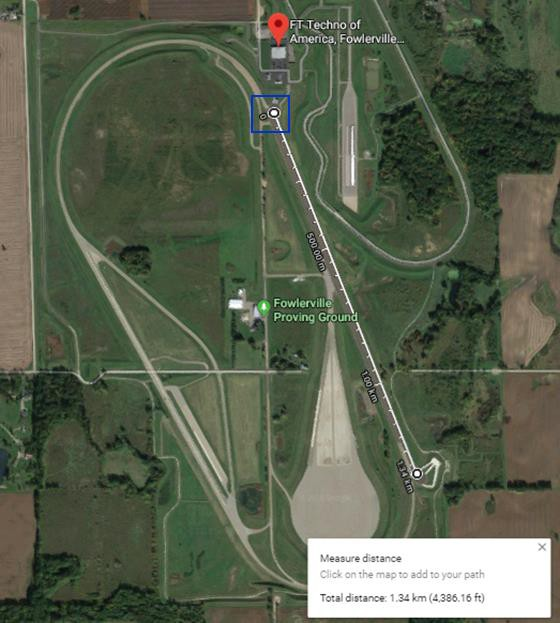 FT Techno of
America, Fowlerville...
0
500.00 m
Fowlerville
Proving Ground
1.00 km
1.34 km
Measure distance
Click on the map to add to your path
Total distance: 1.34 km (4,386.16 ft)